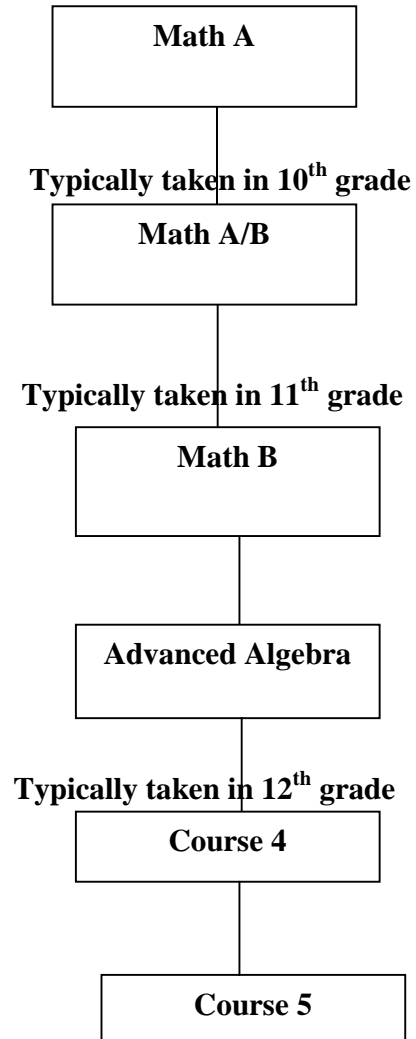 Math A
Typically taken in 10th grade
Math A/B
Typically taken in 11th grade
Math B
Advanced Algebra
Typically taken in 12th grade
Course 4
Course 5